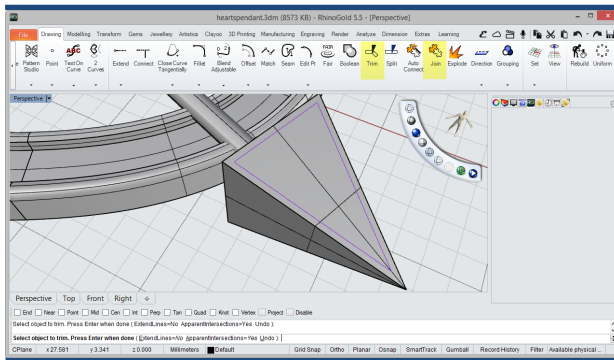 heartspendant.3dm (8573 KB) - RhinoGold 5.5 - [Perspective]
File Drawing Modelling Transform Gems Jewellery Artistics Clayoo 3D Printing Manufacturing Engraving Render Analyze Dimension Extras Learning
e Pattern Studio Point Text On Curve 2 Curves Extend Connect Close Curve Tangentially Fillet Blend Adjustable Offset Match Seam Edit Pt Fair Boolean Trim Split Auto Connect Join Explode Direction Grouping Set View Rebuild Uniform
Perspective
Perspective Top Front Right
End Near Point Mid Cen Int Perp Tan Quad Knot Vertex Project Disable
Select object to trim. Press Enter when done ( ExtendLines=No ApparentIntersections=Yes Undo ):
Select object to trim. Press Enter when done ( ExtendLines=No ApparentIntersections=Yes Undo ):
CPlane x 27.581 y 3.341 z 0.000 Millimeters Default Grid Snap Ortho Planar Osnap SmartTrack Gumball Record History Filter Available physical...